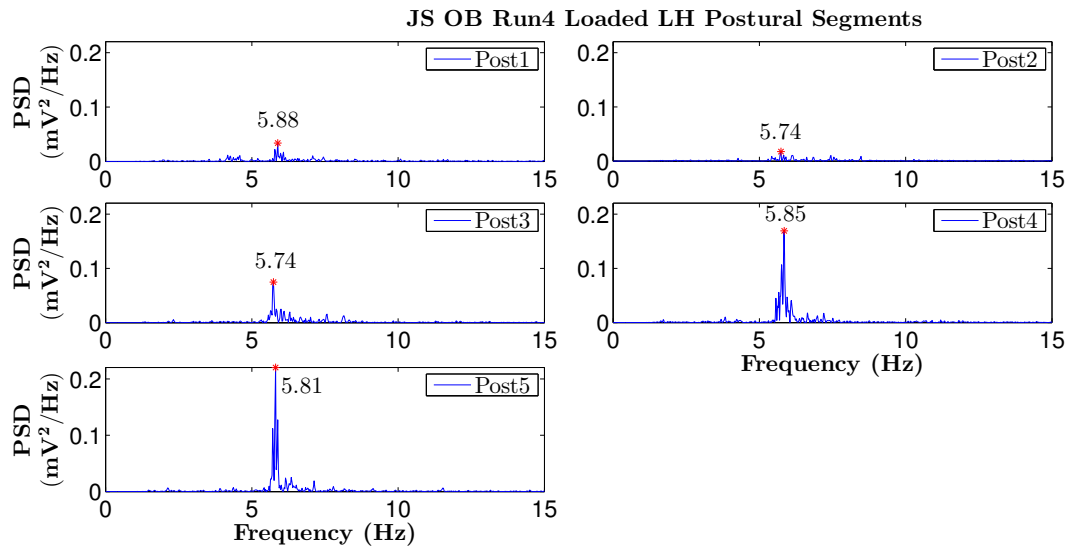 JS OB Run4 Loaded LH Postural Segments
PSD
(mV²/Hz)
0.2
0.1
0
Post1
5.88
0 5 10 15
0.2
0.1
0
Post2
5.74
0 5 10 15
PSD
(mV²/Hz)
0.2
0.1
0
Post3
5.74
0 5 10 15
0.2
0.1
0
Post4
5.85
0 5 10 15
Frequency (Hz)
PSD
(mV²/Hz)
0.2
0.1
0
Post5
5.81
0 5 10 15
Frequency (Hz)